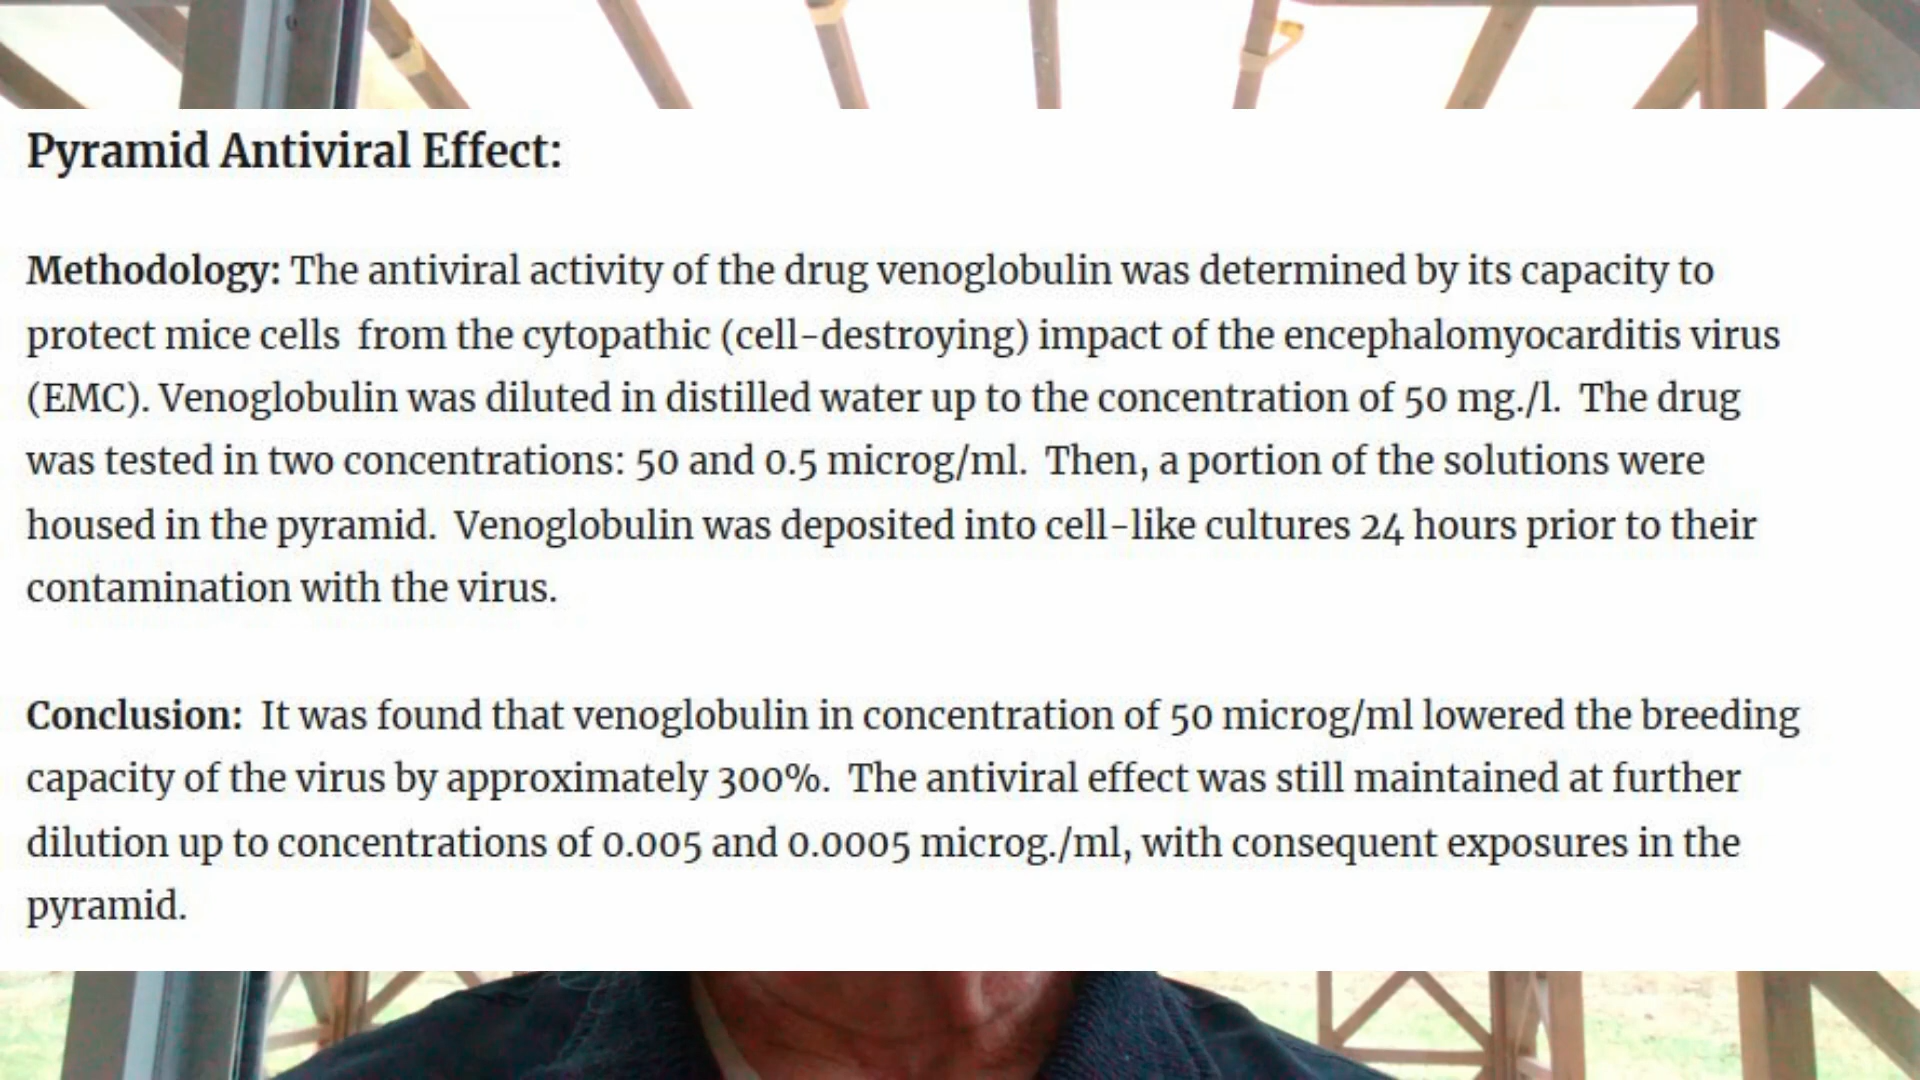 Pyramid Antiviral Effect:
Methodology: The antiviral activity of the drug venoglobulin was determined by its capacity to
protect mice cells  from the cytopathic (cell-destroying) impact of the encephalomyocarditis virus
(EMC). Venoglobulin was diluted in distilled water up to the concentration of 50 mg./l.  The drug
was tested in two concentrations: 50 and 0.5 microg/ml.  Then, a portion of the solutions were
housed in the pyramid.  Venoglobulin was deposited into cell-like cultures 24 hours prior to their
contamination with the virus.
Conclusion:  It was found that venoglobulin in concentration of 50 microg/ml lowered the breeding
capacity of the virus by approximately 300%.  The antiviral effect was still maintained at further
dilution up to concentrations of 0.005 and 0.0005 microg./ml, with consequent exposures in the
pyramid.